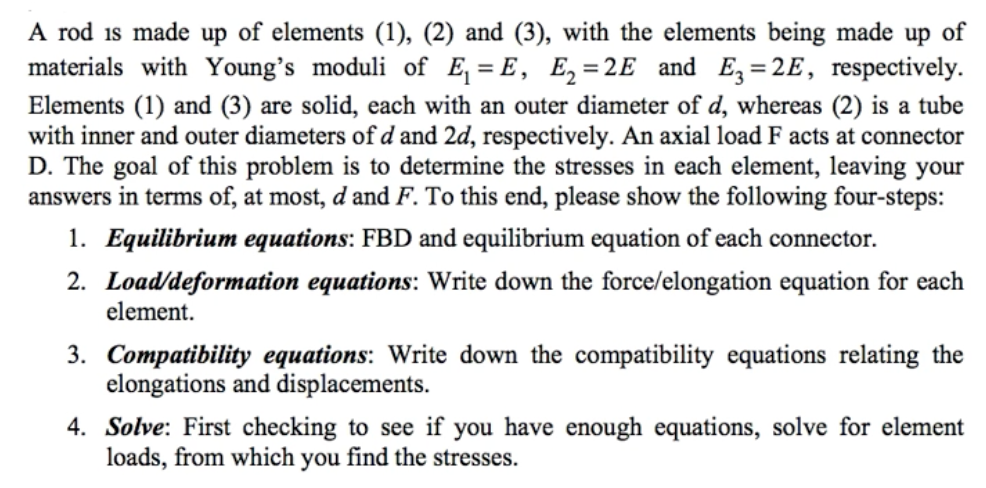 A rod is made up of elements (1), (2) and (3), with the elements being made up of
materials with Young's moduli of E₁ = E, E₂ = 2E and E₃ = 2E, respectively.
Elements (1) and (3) are solid, each with an outer diameter of d, whereas (2) is a tube
with inner and outer diameters of d and 2d, respectively. An axial load F acts at connector
D. The goal of this problem is to determine the stresses in each element, leaving your
answers in terms of, at most, d and F. To this end, please show the following four-steps:
1. Equilibrium equations: FBD and equilibrium equation of each connector.
2. Load/deformation equations: Write down the force/elongation equation for each
element.
3. Compatibility equations: Write down the compatibility equations relating the
elongations and displacements.
4. Solve: First checking to see if you have enough equations, solve for element
loads, from which you find the stresses.